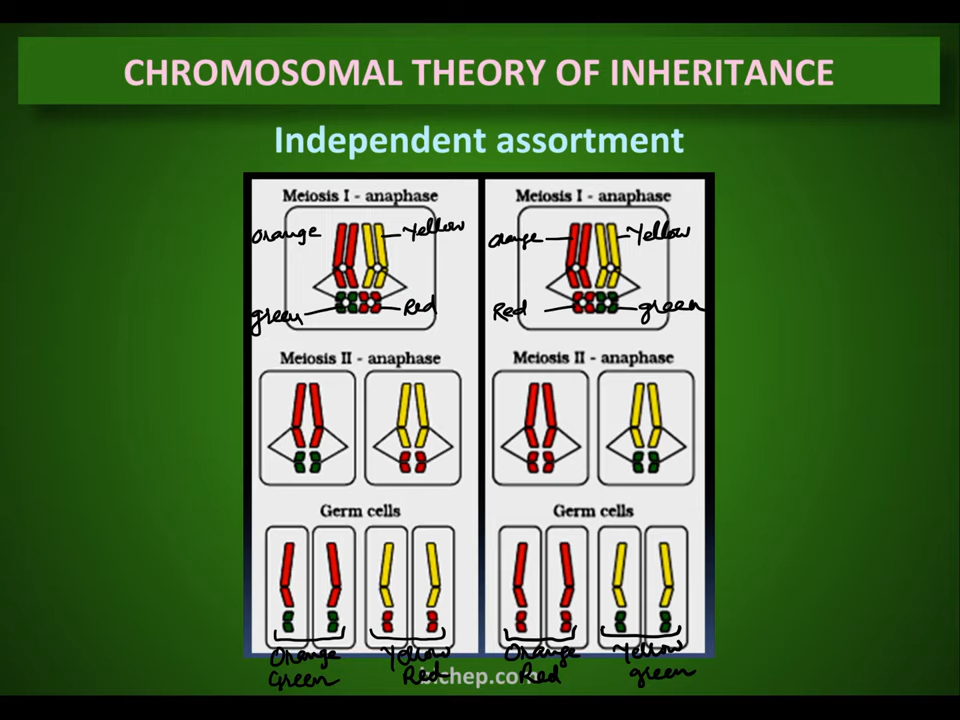 CHROMOSOMAL THEORY OF INHERITANCE
Independent assortment
Meiosis I - anaphase
Orange
Yellow
green
Red
Meiosis II - anaphase
Germ cells
Orange
Green
Yellow
Red
Meiosis I - anaphase
Orange
Yellow
Red
green
Meiosis II - anaphase
Germ cells
Orange
Red
Yellow
green